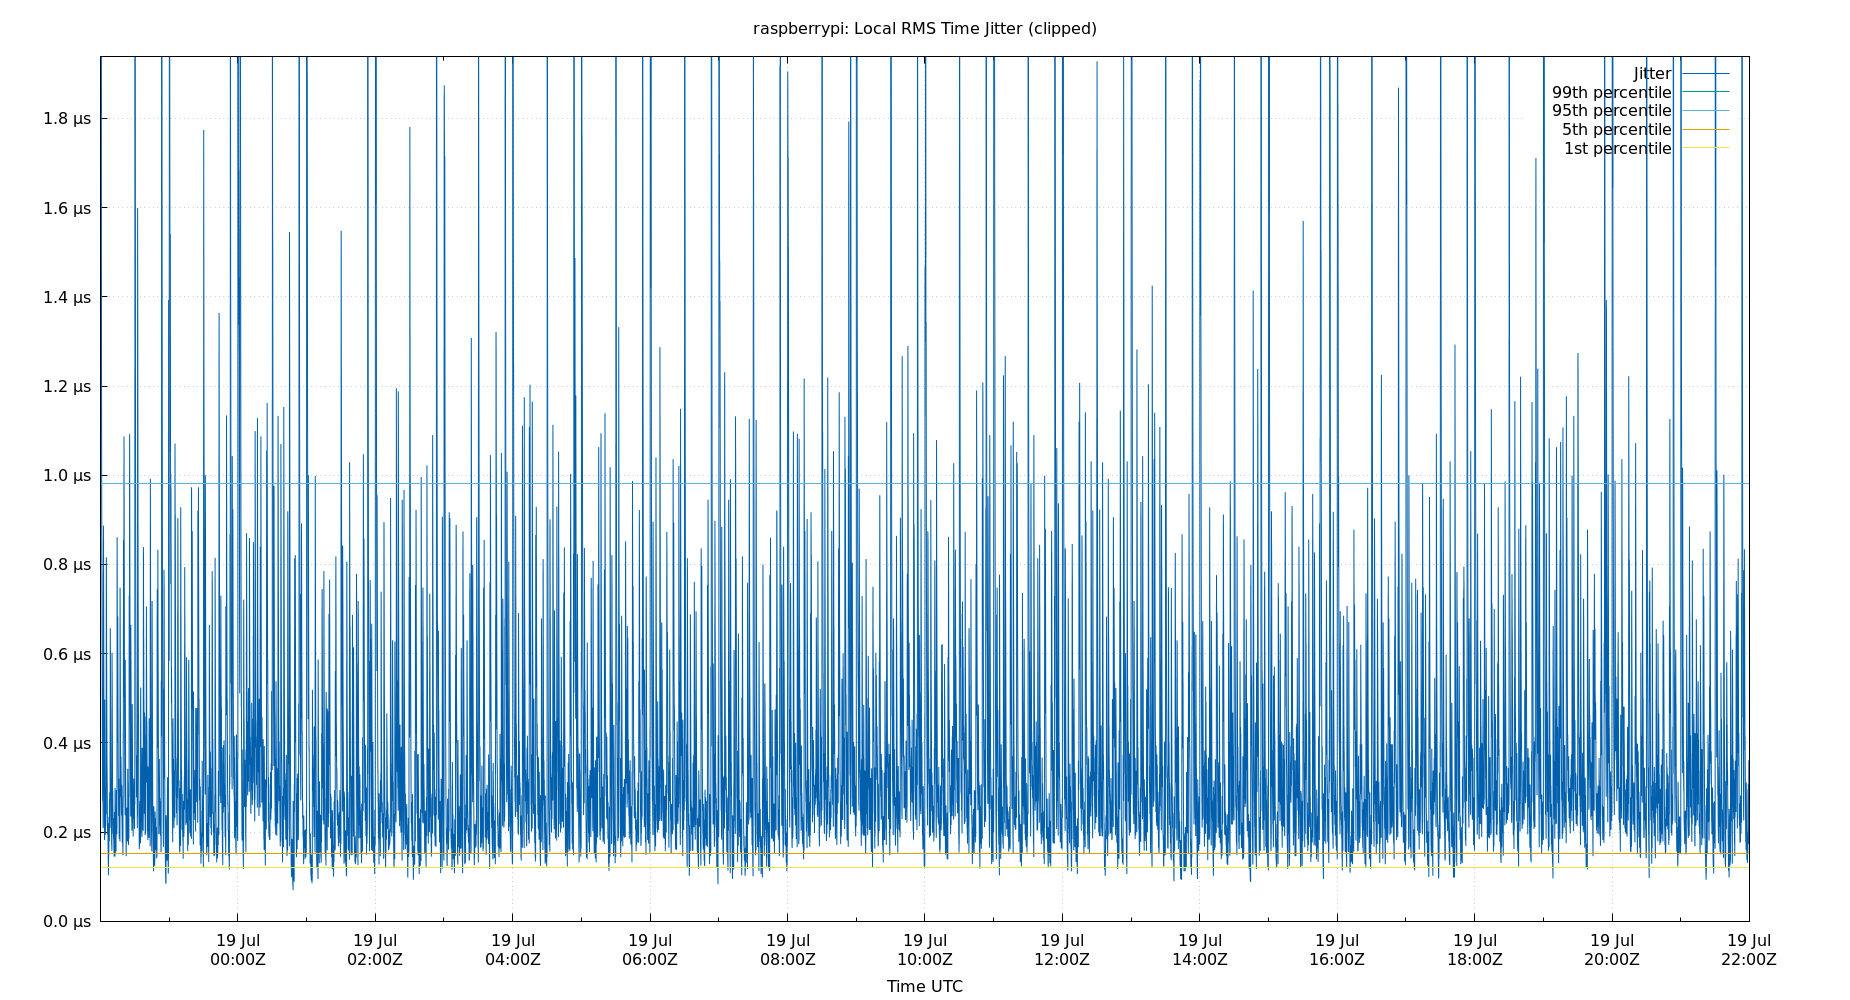 raspberrypi: Local RMS Time Jitter (clipped)
Jitter
99th percentile
95th percentile
5th percentile
1st percentile
1.8 μs
1.6 μs
1.4 μs
1.2 μs
1.0 μs
0.8 μs
0.6 μs
0.4 μs
0.2 μs
0.0 μs
19 Jul 19 Jul 19 Jul 19 Jul 19 Jul 19 Jul 19 Jul 19 Jul 19 Jul 19 Jul 19 Jul 19 Jul
00:00Z 02:00Z 04:00Z 06:00Z 08:00Z 10:00Z 12:00Z 14:00Z 16:00Z 18:00Z 20:00Z 22:00Z
Time UTC